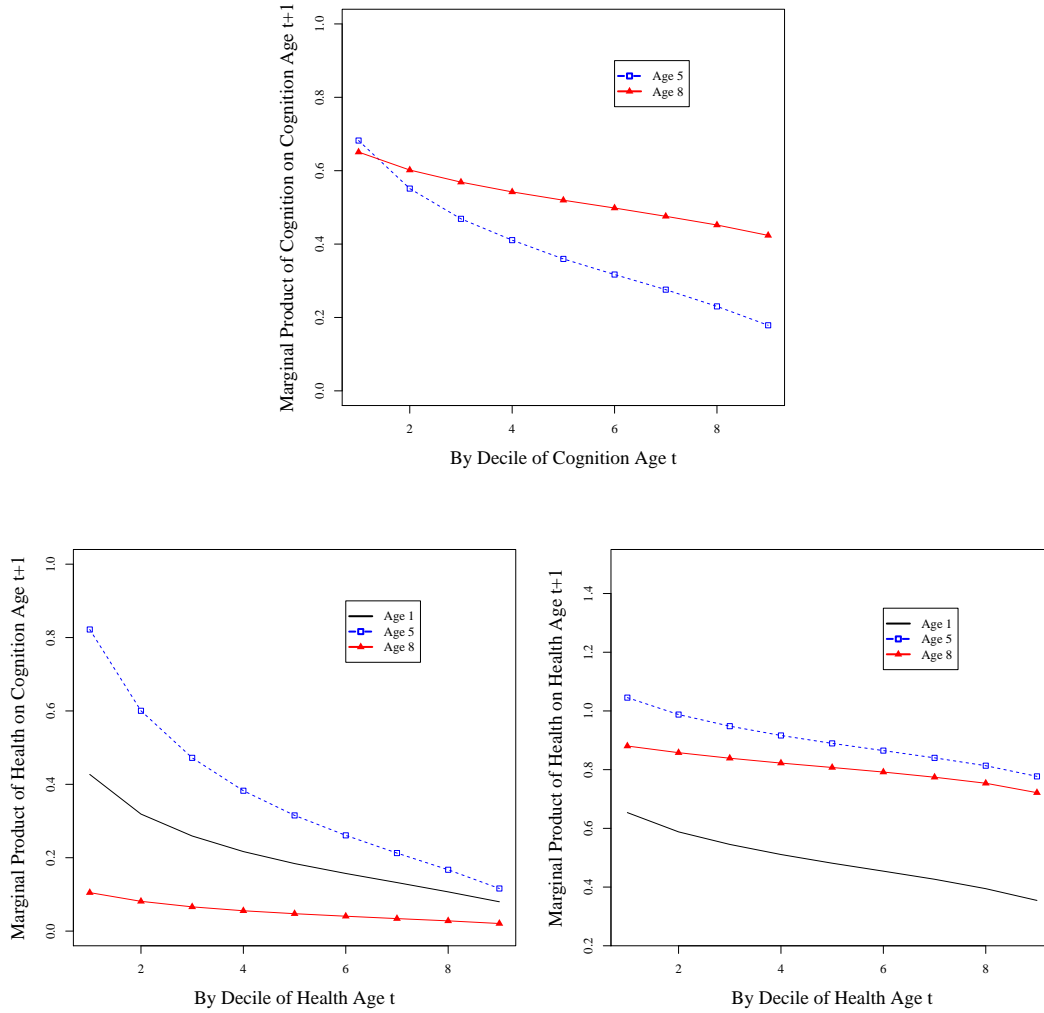 Marginal Product of Cognition on Cognition Age t+1
1.0
0.8
0.6
0.4
0.2
0.0
Age 5
Age 8
2 4 6 8
By Decile of Cognition Age t
Marginal Product of Health on Cognition Age t+1
1.0
0.8
0.6
0.4
0.2
0.0
Age 1
Age 5
Age 8
2 4 6 8
By Decile of Health Age t
Marginal Product of Health on Health Age t+1
1.4
1.2
1.0
0.8
0.6
0.4
0.2
Age 1
Age 5
Age 8
2 4 6 8
By Decile of Health Age t